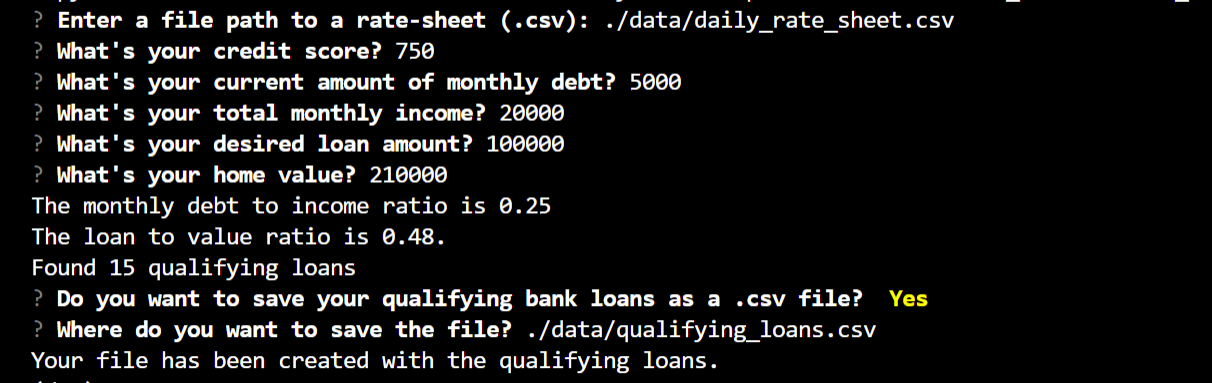 ? Enter a file path to a rate-sheet (.csv): ./data/daily_rate_sheet.csv
? What's your credit score? 750
? What's your current amount of monthly debt? 5000
? What's your total monthly income? 20000
? What's your desired loan amount? 100000
? What's your home value? 210000
The monthly debt to income ratio is 0.25
The loan to value ratio is 0.48.
Found 15 qualifying loans
? Do you want to save your qualifying bank loans as a .csv file?  Yes
? Where do you want to save the file? ./data/qualifying_loans.csv
Your file has been created with the qualifying loans.